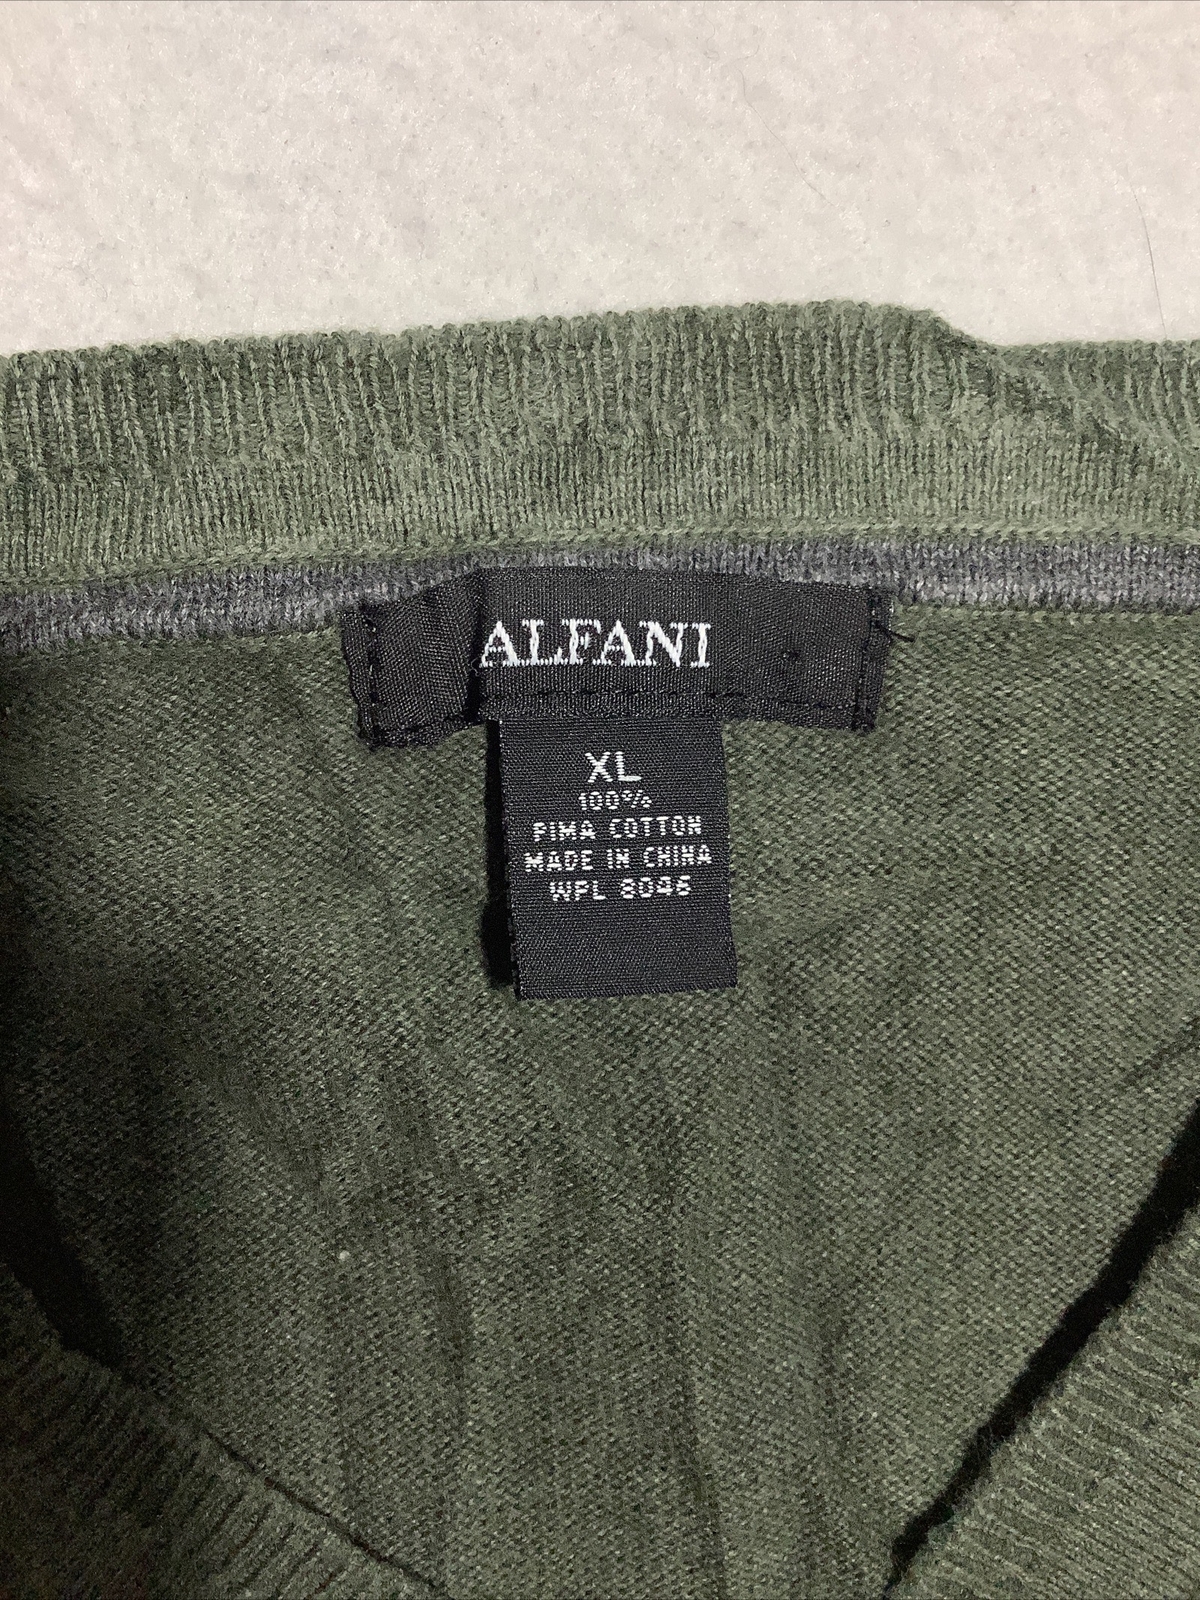 ALFANI
XL
100%
PIMA COTTON
MADE IN CHINA
WPL 8046